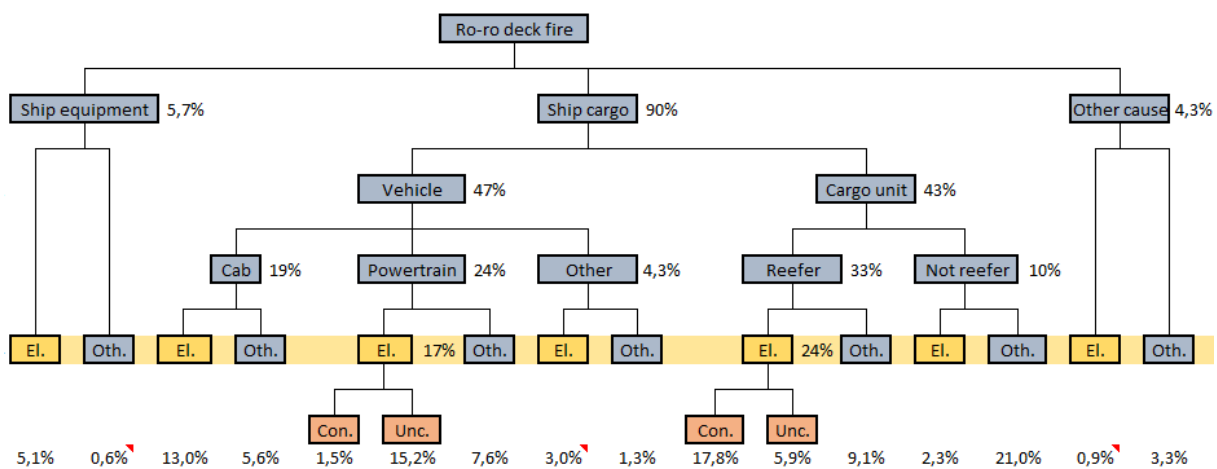 Ro-ro deck fire
Ship equipment 5,7% Ship cargo 90% Other cause 4,3%
Vehicle 47% Cargo unit 43%
Cab 19% Powertrain 24% Other 4,3% Reefer 33% Not reefer 10%
El. Oth. El. Oth. El. 17% Oth. El. Oth. El. 24% Oth. El. Oth. El. Oth.
Con. Unc. Con. Unc.
5,1% 0,6% 13,0% 5,6% 1,5% 15,2% 7,6% 3,0% 1,3% 17,8% 5,9% 9,1% 2,3% 21,0% 0,9% 3,3%